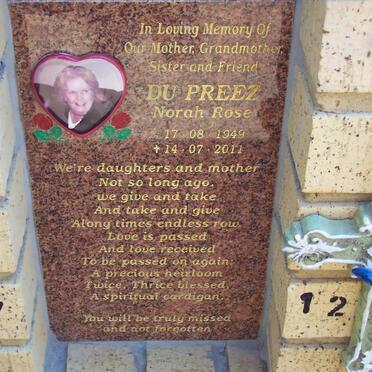 In Loving Memory Of
Our Mother, Grandmother,
Sister and Friend
DU PREEZ
Norah Rose
17 - 08 - 1949
+ 14 - 07 - 2011
We're daughters and mother
Not so long ago.
we give and take
And take and give
Along times endless row
Love is passed
And love received
To be passed on again;
A precious heirloom
Twice, Thrice blessed,
A spiritual cardigan.
You will be truly missed
and not forgotten
12